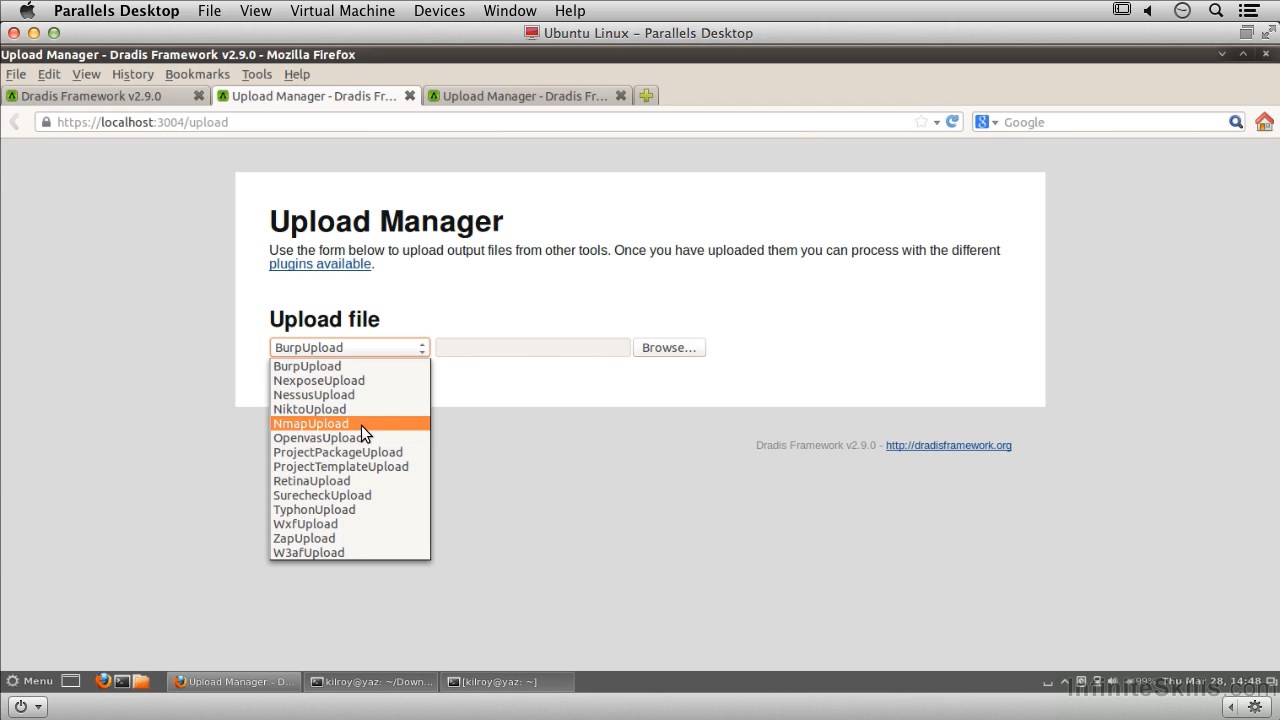 Parallels Desktop File View Virtual Machine Devices Window Help
Ubuntu Linux – Parallels Desktop
Upload Manager - Dradis Framework v2.9.0 - Mozilla Firefox
File Edit View History Bookmarks Tools Help
Dradis Framework v2.9.0 Upload Manager - Dradis Fr... Upload Manager - Dradis Fr...
https://localhost:3004/upload Google
Upload Manager
Use the form below to upload output files from other tools. Once you have uploaded them you can process with the different
plugins available.
Upload file
BurpUpload Browse...
BurpUpload
NexposeUpload
NessusUpload
NiktoUpload
NmapUpload
OpenvasUpload
ProjectPackageUpload
ProjectTemplateUpload
RetinaUpload
SurecheckUpload
TyphonUpload
WxfUpload
ZapUpload
W3afUpload
Dradis Framework v2.9.0 - http://dradisframework.org
Menu Upload Manager - D... kilroy@yaz: ~/Down... [kilroy@yaz: ~] 99% Thu Mar 28, 14:48
InfiniteSkills.com